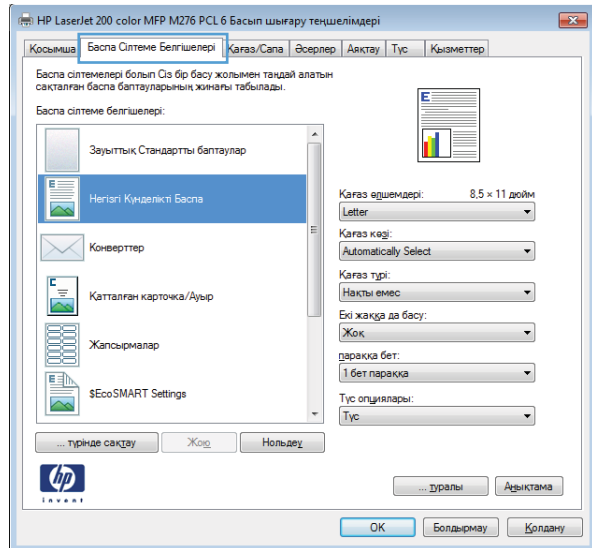 HP LaserJet 200 color MFP M276 PCL 6 Басып шығару теңшелімдері
Қосымша
Баспа Сілтеме Белгішелері
Қағаз/Сапа
Әсерлер
Аяқтау
Түс
Қызметтер
Баспа сілтемелері болып Сіз бір басу жолымен таңдай алатын
сақталған баспа баптауларының жинағы табылады.
Баспа сілтеме белгішелері:
Зауыттық Стандартты баптаулар
Негізгі Күнделікті Баспа
Конверттер
Катталған карточка/Ауыр
Жапсырмалар
$EcoSMART Settings
... түрінде сақтау
Жою
Нольдеу
Қағаз өлшемдері: 8,5 × 11 дюйм
Letter
Қағаз көзі:
Automatically Select
Қағаз түрі:
Нақты емес
Екі жаққа да басу:
Жоқ
параққа бет:
1 бет параққа
Түс опциялары:
Түс
hp
invent
... туралы
Анықтама
OK
Болдырмау
Қолдану